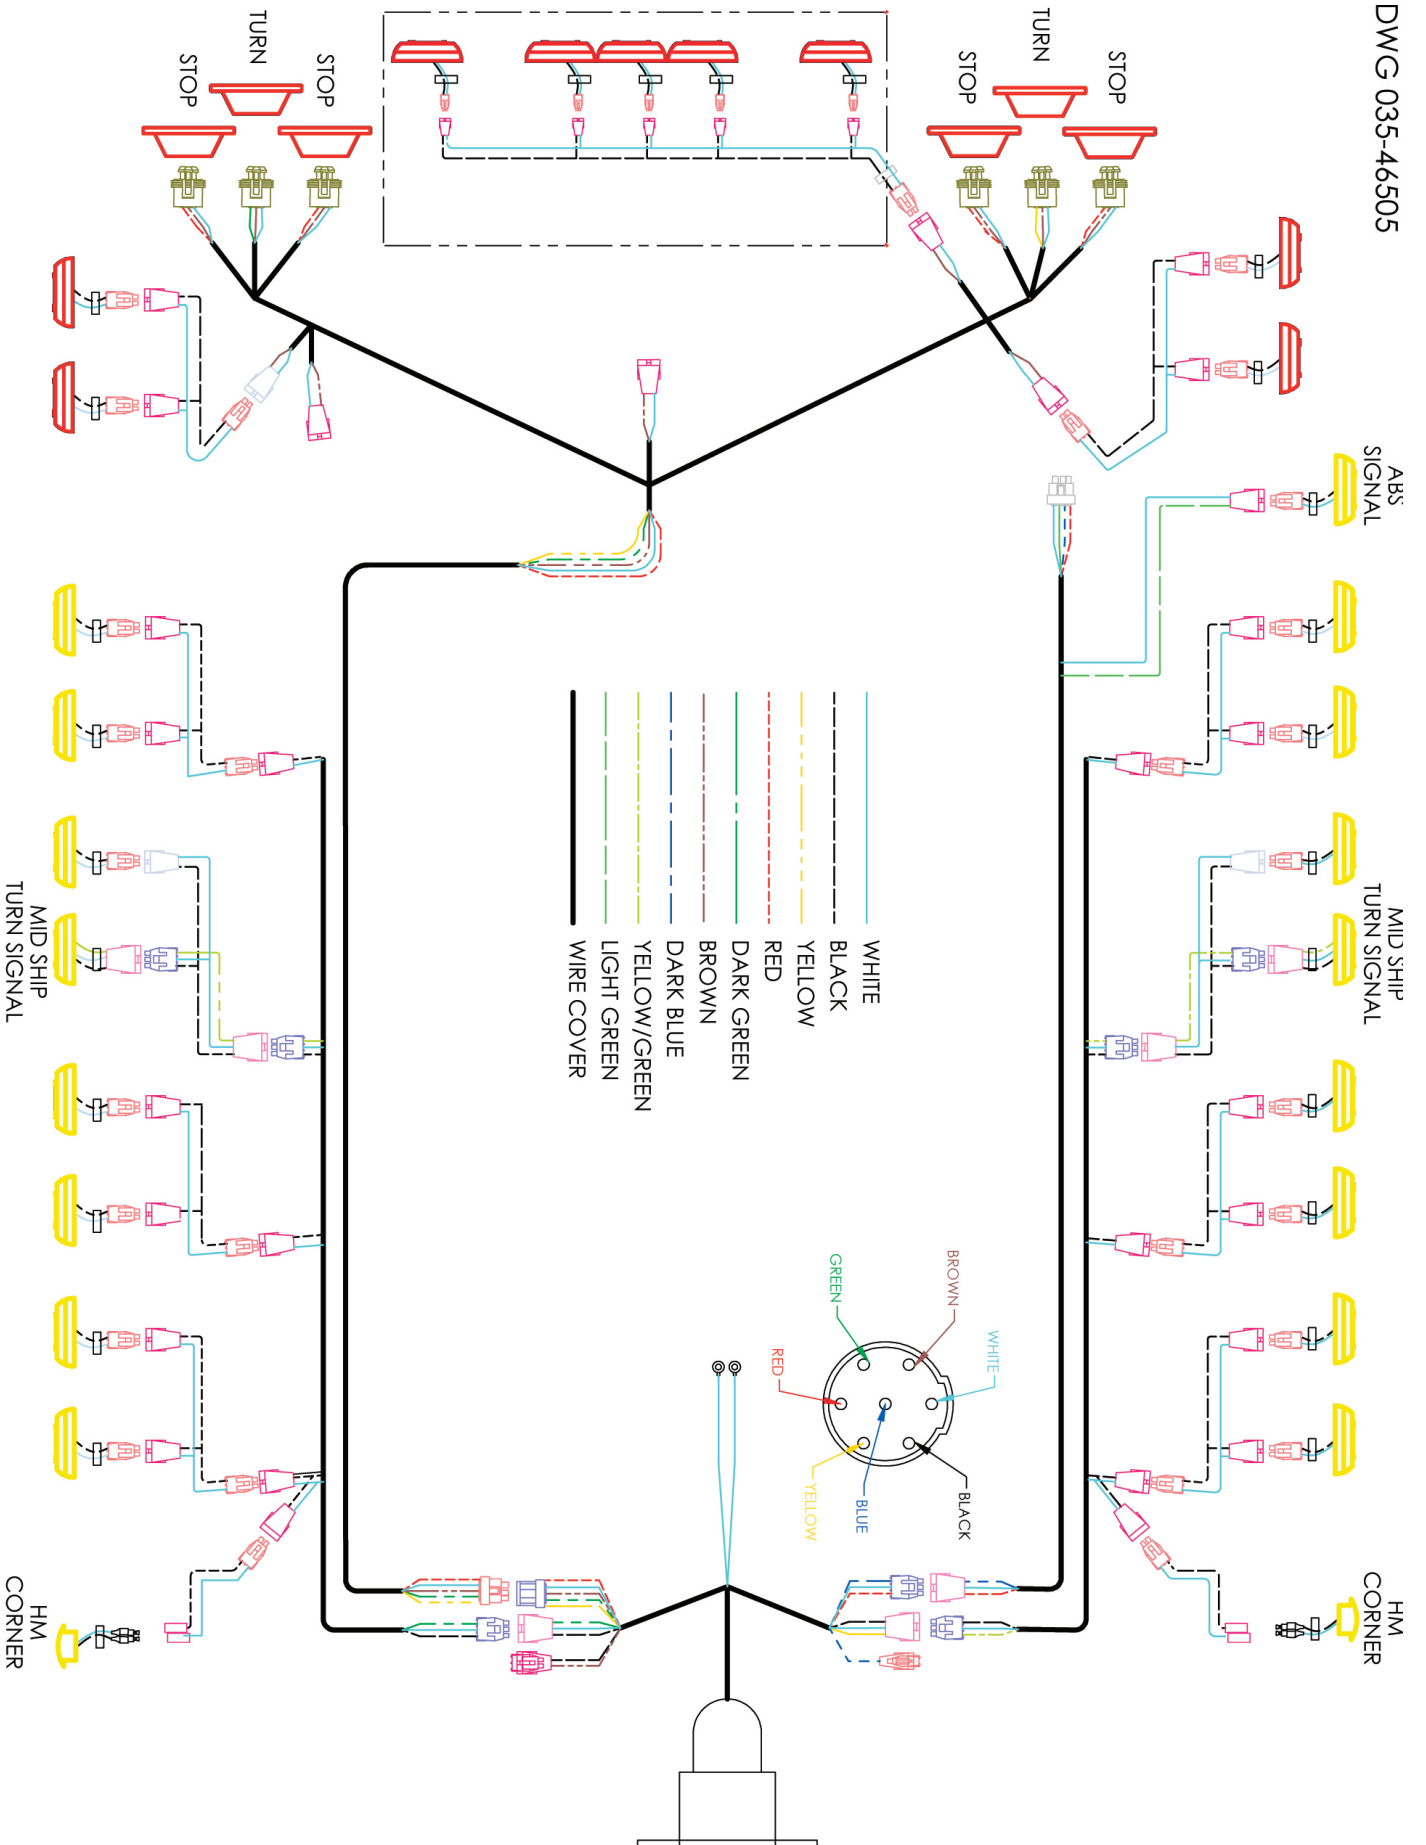 DWG 035-46505
TURN
STOP
STOP
TURN
STOP
STOP
ABS
SIGNAL
MID SHIP
TURN SIGNAL
HM
CORNER
WHITE
BLACK
YELLOW
RED
DARK GREEN
BROWN
DARK BLUE
YELLOW/GREEN
LIGHT GREEN
WIRE COVER
BROWN
WHITE
GREEN
RED
BLACK
BLUE
YELLOW
MID SHIP
TURN SIGNAL
HM
CORNER